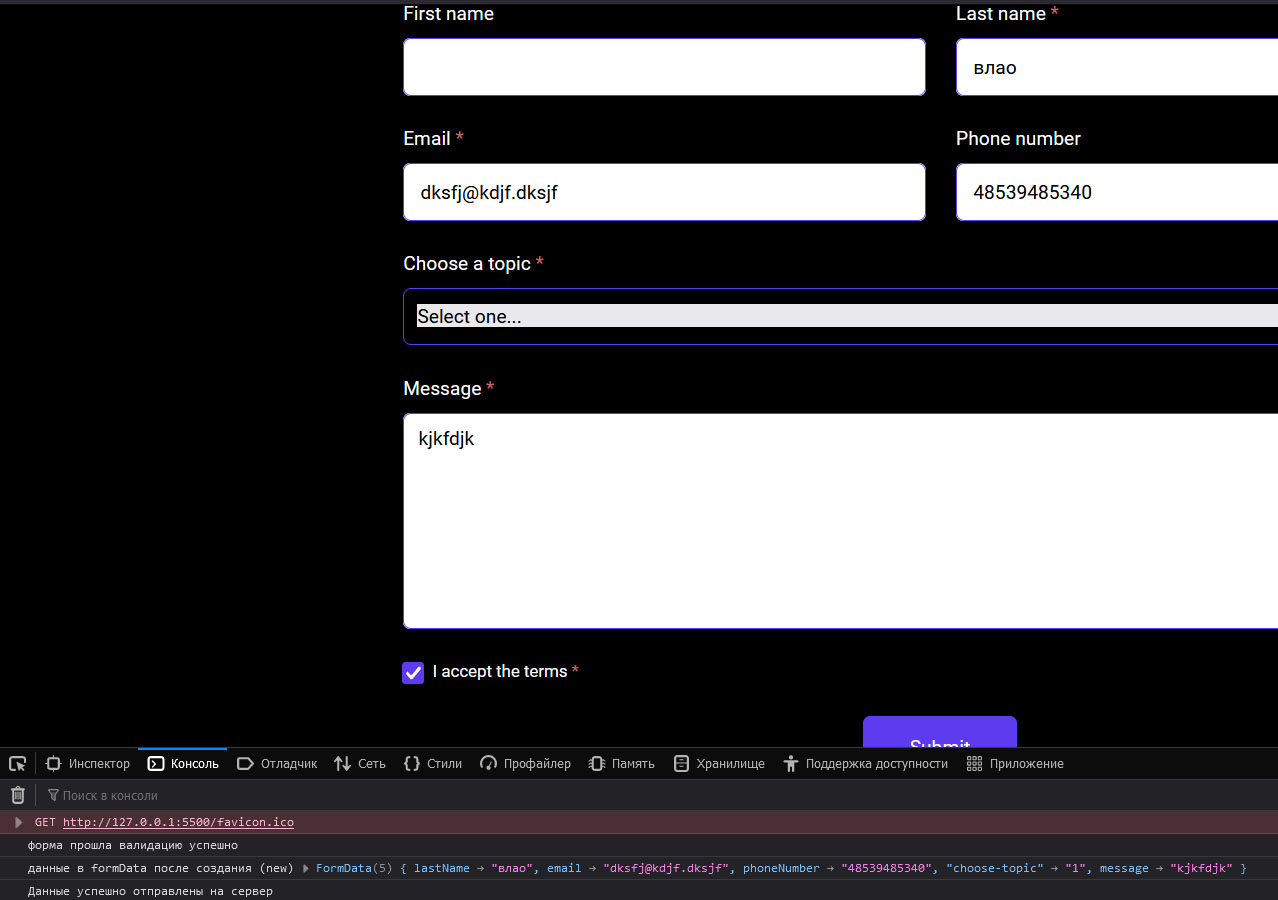 First name
Last name *
влао
Email *
Phone number
dksfj@kdjf.dksjf
48539485340
Choose a topic *
Select one...
Message *
kjkfdjk
I accept the terms *
Submit
Инспектор Консоль Отладчик Сеть Стили Профайлер Память Хранилище Поддержка доступности Приложение
Поиск в консоли
GET http://127.0.0.1:5500/favicon.ico
форма прошла валидацию успешно
данные в formData после создания (new) FormData(5) { lastName → "влао", email → "dksfj@kdjf.dksjf", phoneNumber → "48539485340", "choose-topic" → "1", message → "kjkfdjk" }
Данные успешно отправлены на сервер